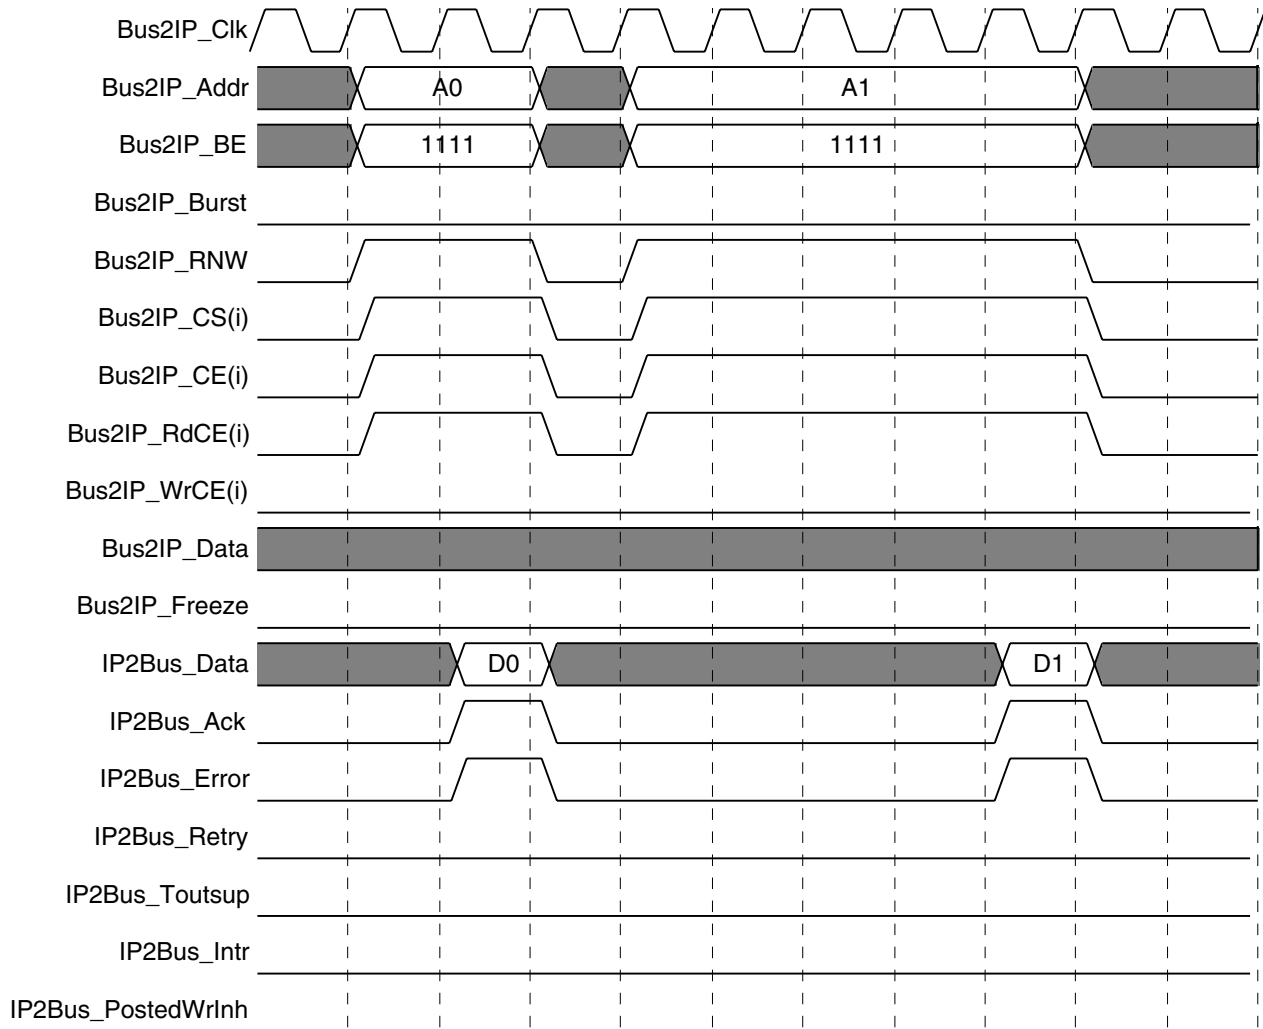 Bus2IP_Clk
Bus2IP_Addr A0 A1
Bus2IP_BE 1111 1111
Bus2IP_Burst
Bus2IP_RNW
Bus2IP_CS(i)
Bus2IP_CE(i)
Bus2IP_RdCE(i)
Bus2IP_WrCE(i)
Bus2IP_Data
Bus2IP_Freeze
IP2Bus_Data D0 D1
IP2Bus_Ack
IP2Bus_Error
IP2Bus_Retry
IP2Bus_Toutsup
IP2Bus_Intr
IP2Bus_PostedWrInh